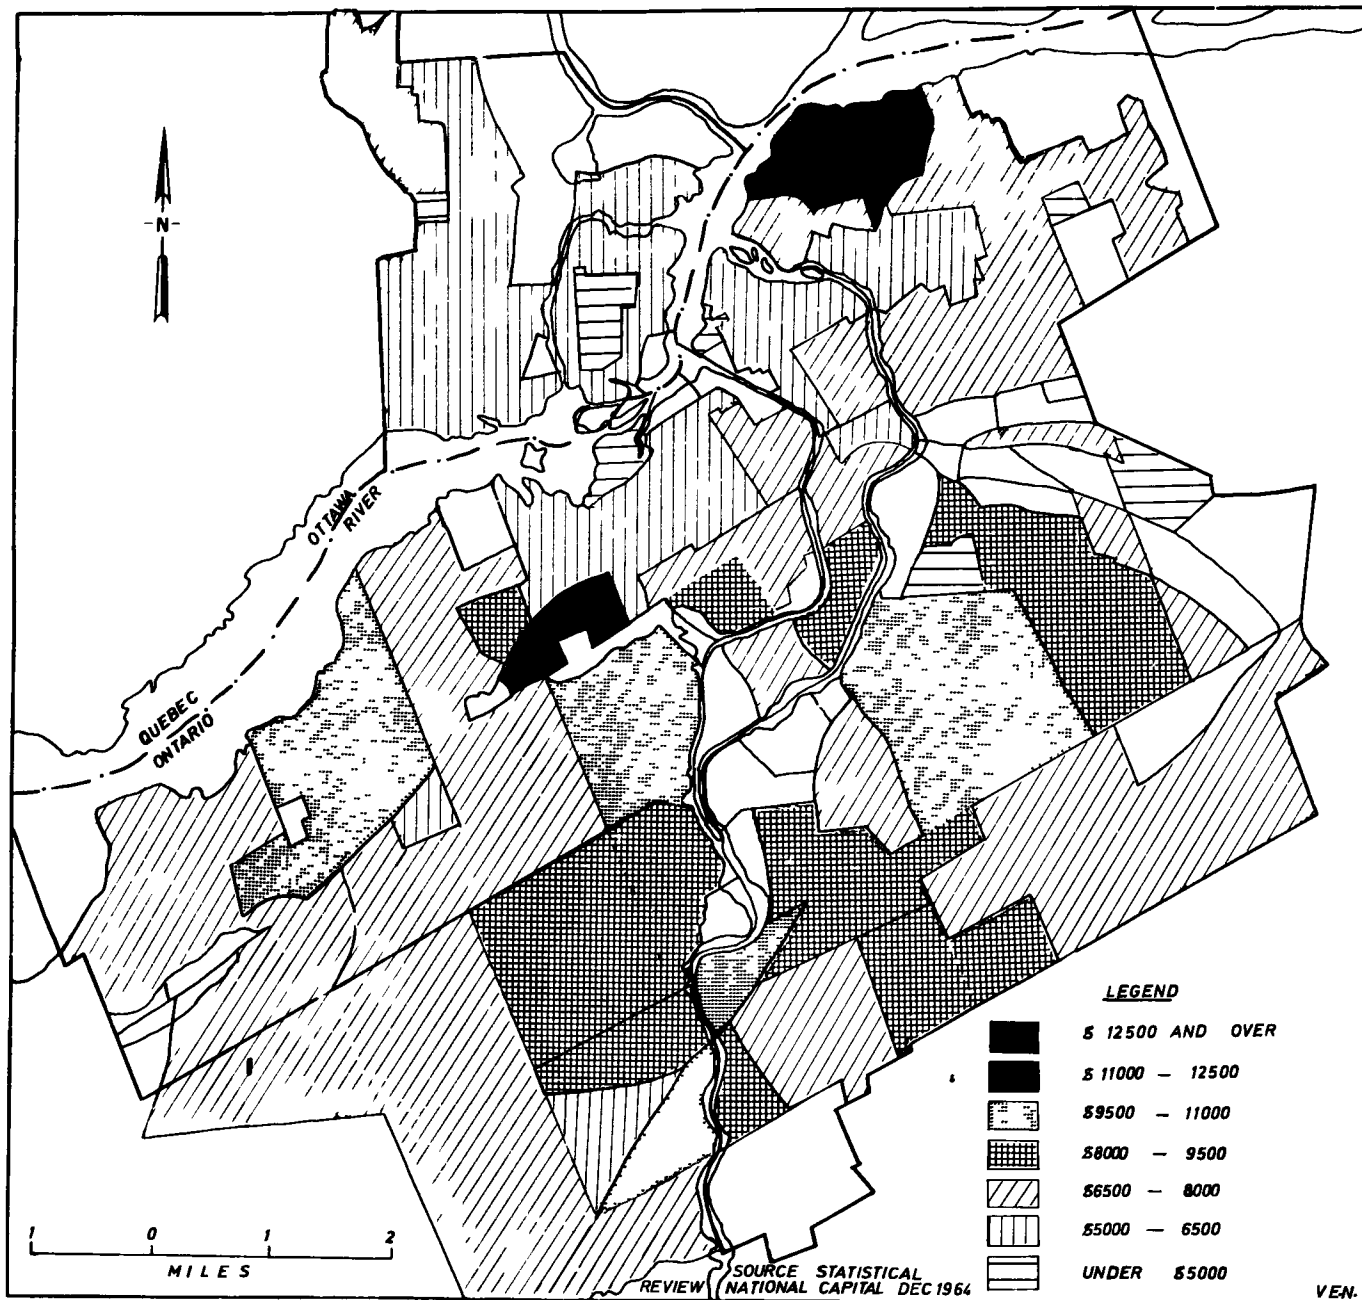 N
OTTAWA
RIVER
QUEBEC
ONTARIO
LEGEND
$ 12500 AND OVER
$ 11000 — 12500
$9500 — 11000
$8000 — 9500
$6500 — 8000
$5000 — 6500
UNDER $5000
1 0 1 2
MILES
SOURCE STATISTICAL
REVIEW NATIONAL CAPITAL DEC 1964
VEN.